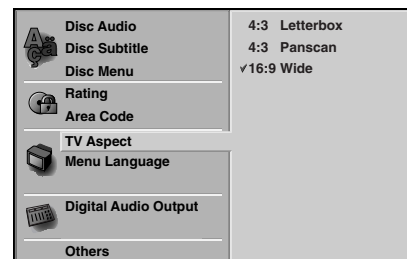 Disc Audio
Disc Subtitle
Disc Menu
Rating
Area Code
TV Aspect
Menu Language
Digital Audio Output
Others
4:3 Letterbox
4:3 Panscan
✓16:9 Wide